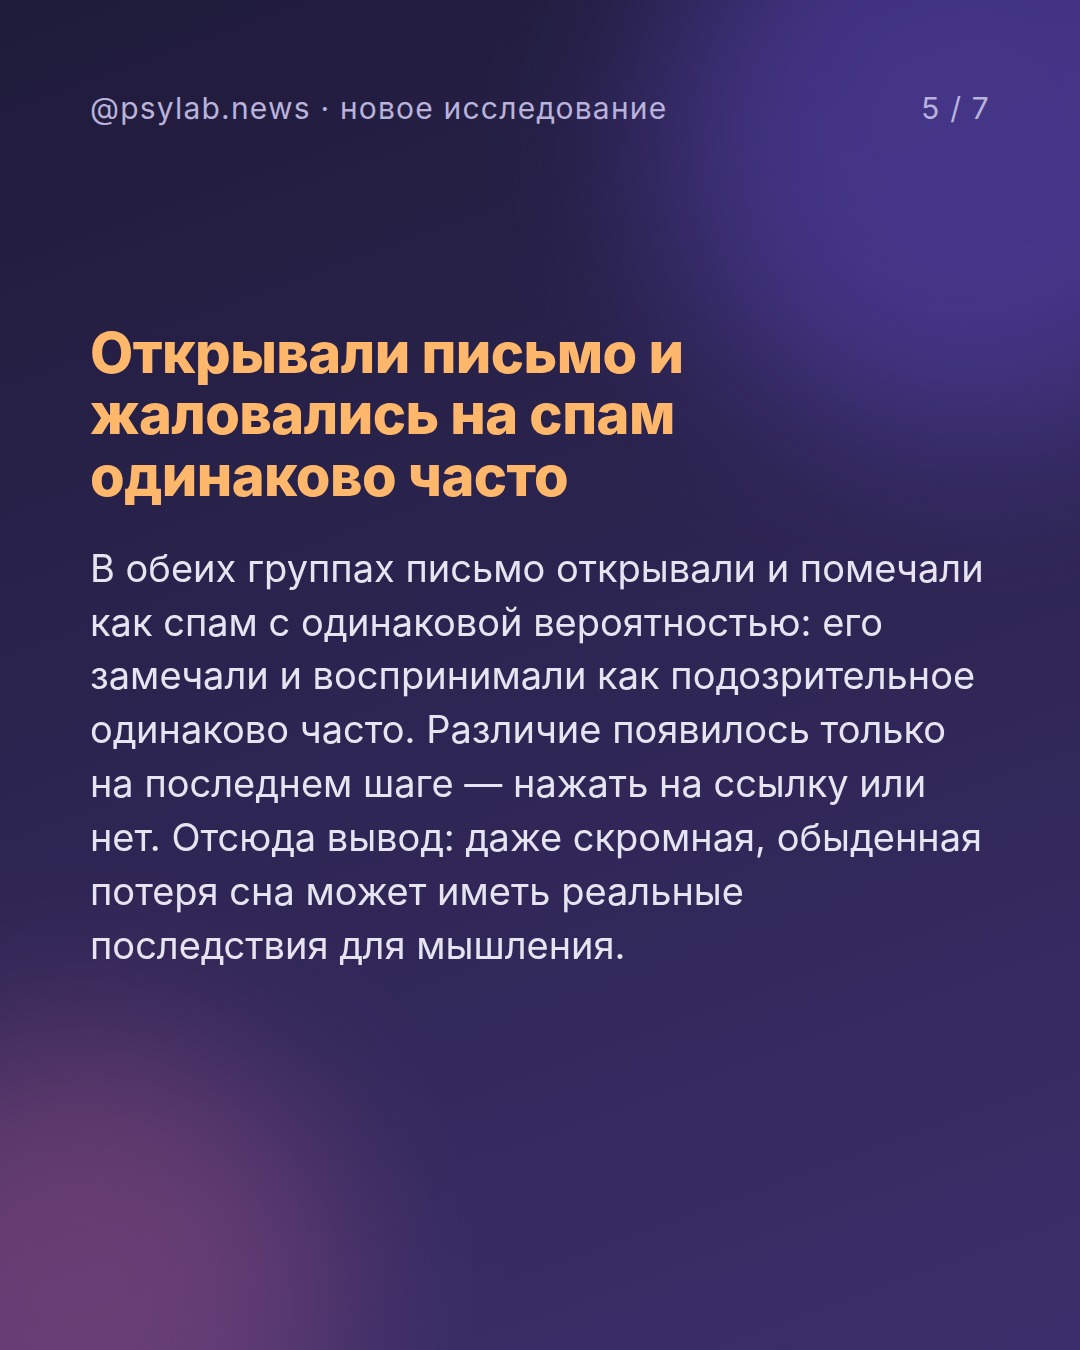 @psylab.news · новое исследование
5 / 7
Открывали письмо и
жаловались на спам
одинаково часто
В обеих группах письмо открывали и помечали
как спам с одинаковой вероятностью: его
замечали и воспринимали как подозрительное
одинаково часто. Различие появилось только
на последнем шаге — нажать на ссылку или
нет. Отсюда вывод: даже скромная, обыденная
потеря сна может иметь реальные
последствия для мышления.